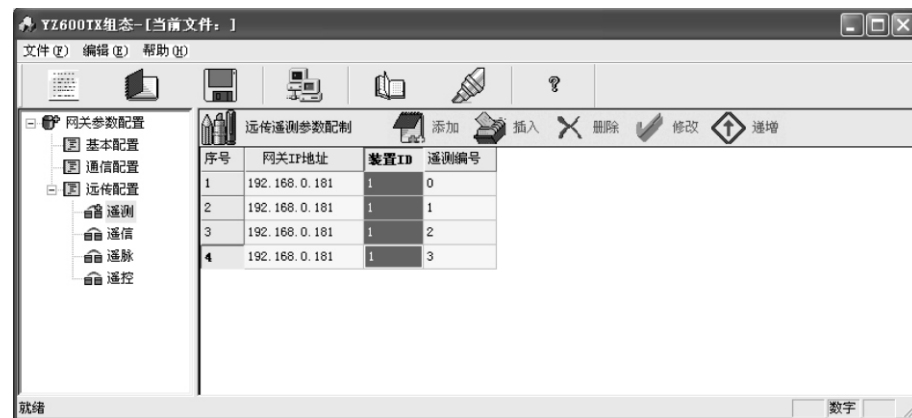 YZ600TX组态-[当前文件: ]
文件(F) 编辑(E) 帮助(H)
网关参数配置
基本配置
通信配置
远传配置
遥测
遥信
遥脉
遥控
远传遥测参数配制 添加 插入 删除 修改 递增
序号 网关IP地址 装置ID 遥测编号
1 192.168.0.181 1 0
2 192.168.0.181 1 1
3 192.168.0.181 1 2
4 192.168.0.181 1 3
就绪 数字